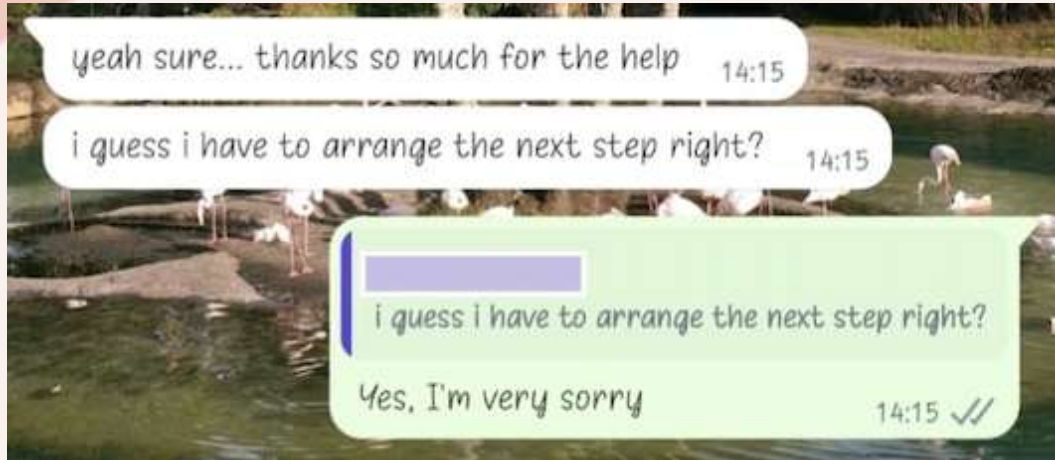 yeah sure... thanks so much for the help 14:15
i guess i have to arrange the next step right? 14:15
i guess i have to arrange the next step right?
Yes, I'm very sorry 14:15